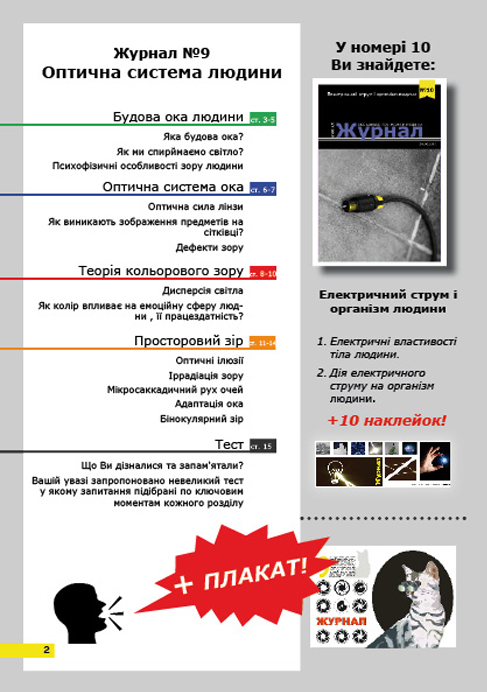 Журнал №9
Оптична система людини
Будова ока людини ст. 3-5
Яка будова ока?
Як ми спирймаємо світло?
Психофізичні особливості зору людини
Оптична система ока ст. 6-7
Оптична сила лінзи
Як виникають зображення предметів на
сітківці?
Дефекти зору
Теорія кольорового зору ст. 8-10
Дисперсія світла
Як колір впливає на емоційну сферу люд-
ни , її працездатність?
Просторовий зір ст. 11-14
Оптичні ілюзії
Іррадіація зору
Мікросаккадичний рух очей
Адаптація ока
Бінокулярний зір
Тест ст. 15
Що Ви дізналися та запам'ятали?
Вашій увазі запропоновано невеликий тест
у якому запитання підібрані по ключовим
моментам кожного розділу
+ ПЛАКАТ!
2
У номері 10
Ви знайдете:
№10
Журнал
Електричний струм і
організм людини
1. Електричні властивості
тіла людини.
2. Дія електричного
струму на організм
людини.
+10 наклейок!
Журнал
ЖУРНАЛ